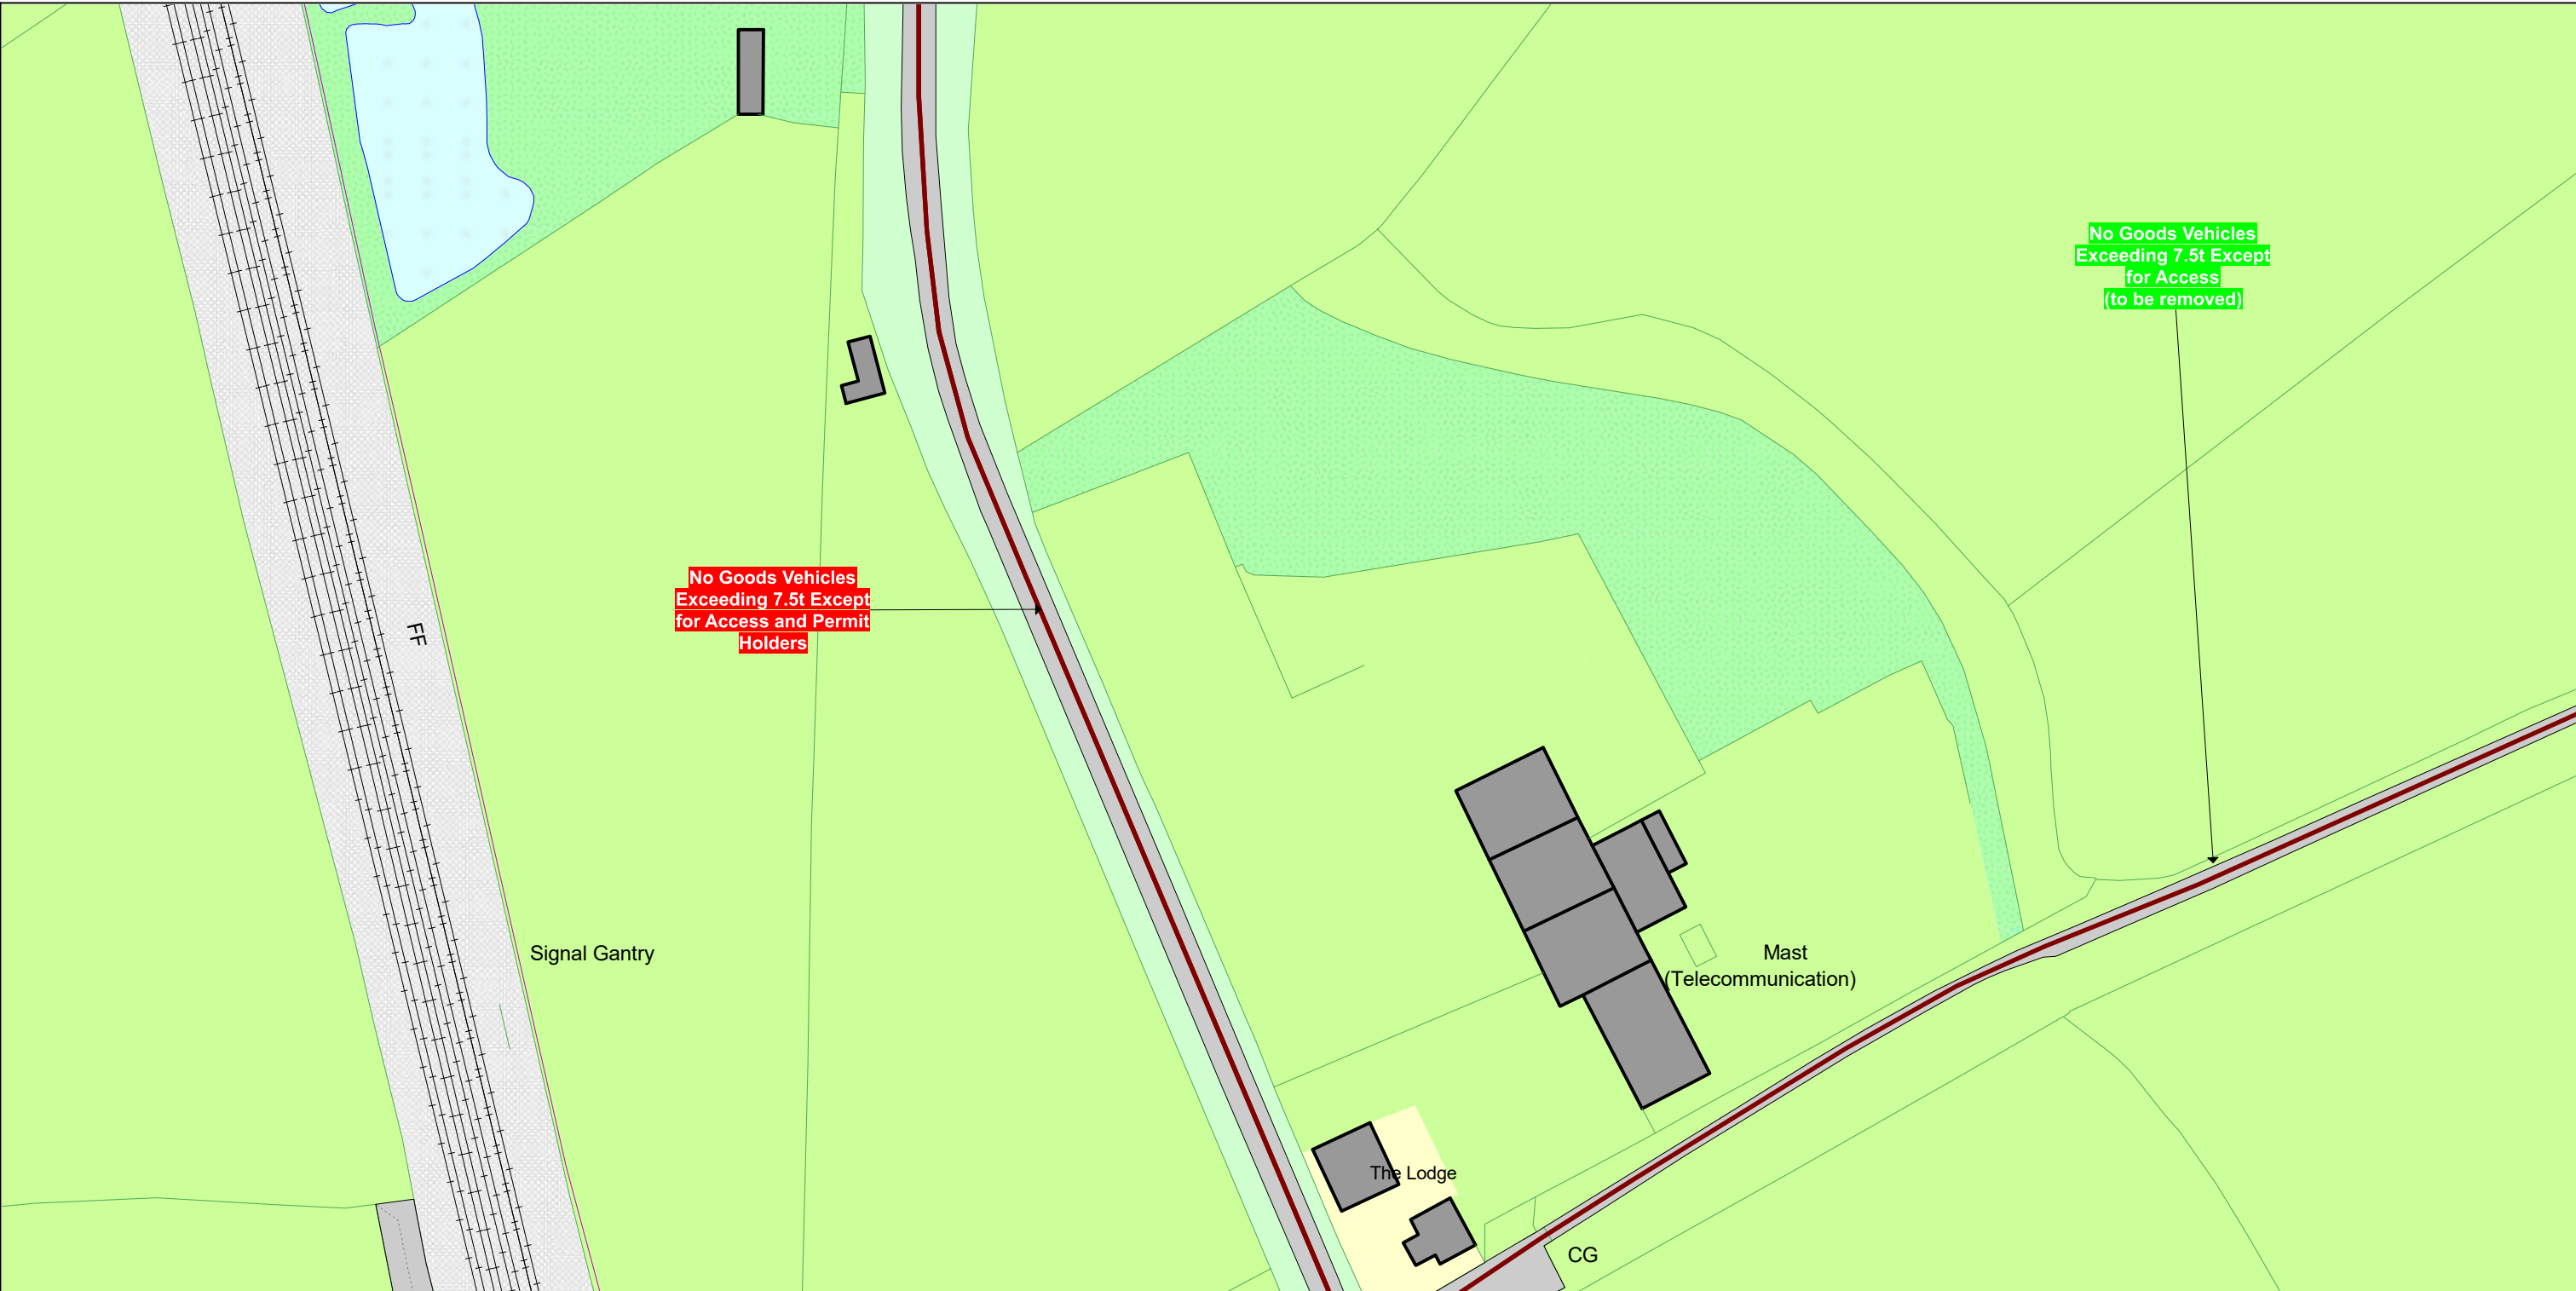 No Goods Vehicles
Exceeding 7.5t Except
for Access
(to be removed)
No Goods Vehicles
Exceeding 7.5t Except
for Access and Permit
Holders
FF
Signal Gantry
Mast
(Telecommunication)
The Lodge
CG